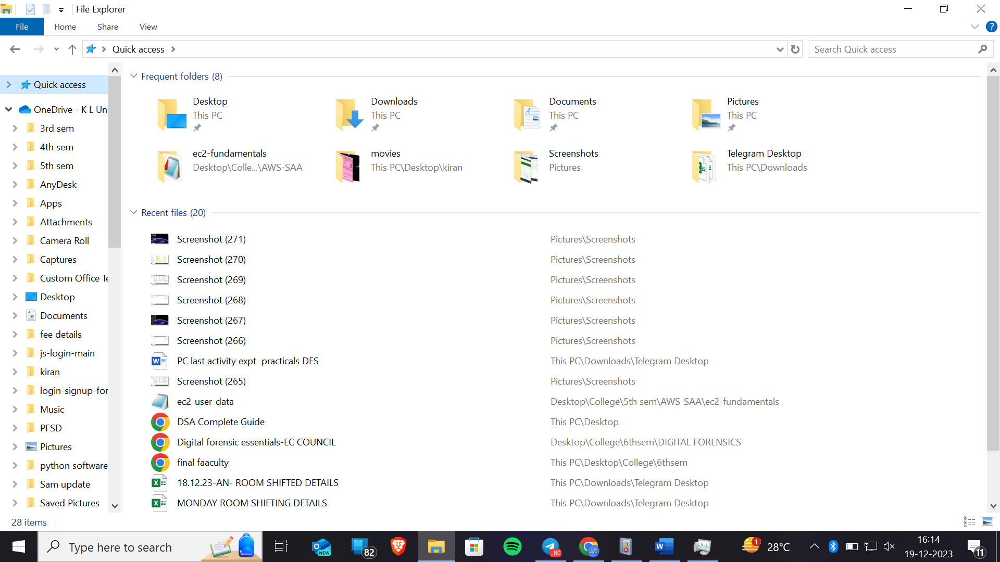 File Explorer
File Home Share View
?
Quick access
Search Quick access
Quick access
OneDrive - K L Un
3rd sem
4th sem
5th sem
AnyDesk
Apps
Attachments
Camera Roll
Captures
Custom Office Te
Desktop
Documents
fee details
js-login-main
kiran
login-signup-for
Music
PFSD
Pictures
python software
Sam update
Saved Pictures
Frequent folders (8)
Desktop
This PC
Downloads
This PC
Documents
This PC
Pictures
This PC
ec2-fundamentals
Desktop\Colle...\AWS-SAA
movies
This PC\Desktop\kiran
Screenshots
Pictures
Telegram Desktop
This PC\Downloads
Recent files (20)
Screenshot (271) Pictures\Screenshots
Screenshot (270) Pictures\Screenshots
Screenshot (269) Pictures\Screenshots
Screenshot (268) Pictures\Screenshots
Screenshot (267) Pictures\Screenshots
Screenshot (266) Pictures\Screenshots
PC last activity expt  practicals DFS This PC\Downloads\Telegram Desktop
Screenshot (265) Pictures\Screenshots
ec2-user-data Desktop\College\5th sem\AWS-SAA\ec2-fundamentals
DSA Complete Guide This PC\Desktop
Digital forensic essentials-EC COUNCIL Desktop\College\6thsem\DIGITAL FORENSICS
final faaculty This PC\Desktop\College\6thsem
18.12.23-AN- ROOM SHIFTED DETAILS This PC\Downloads\Telegram Desktop
MONDAY ROOM SHIFTING DETAILS This PC\Downloads\Telegram Desktop
28 items
Type here to search
NEW
82
..80
W
1
28°C
16:14
19-12-2023
11